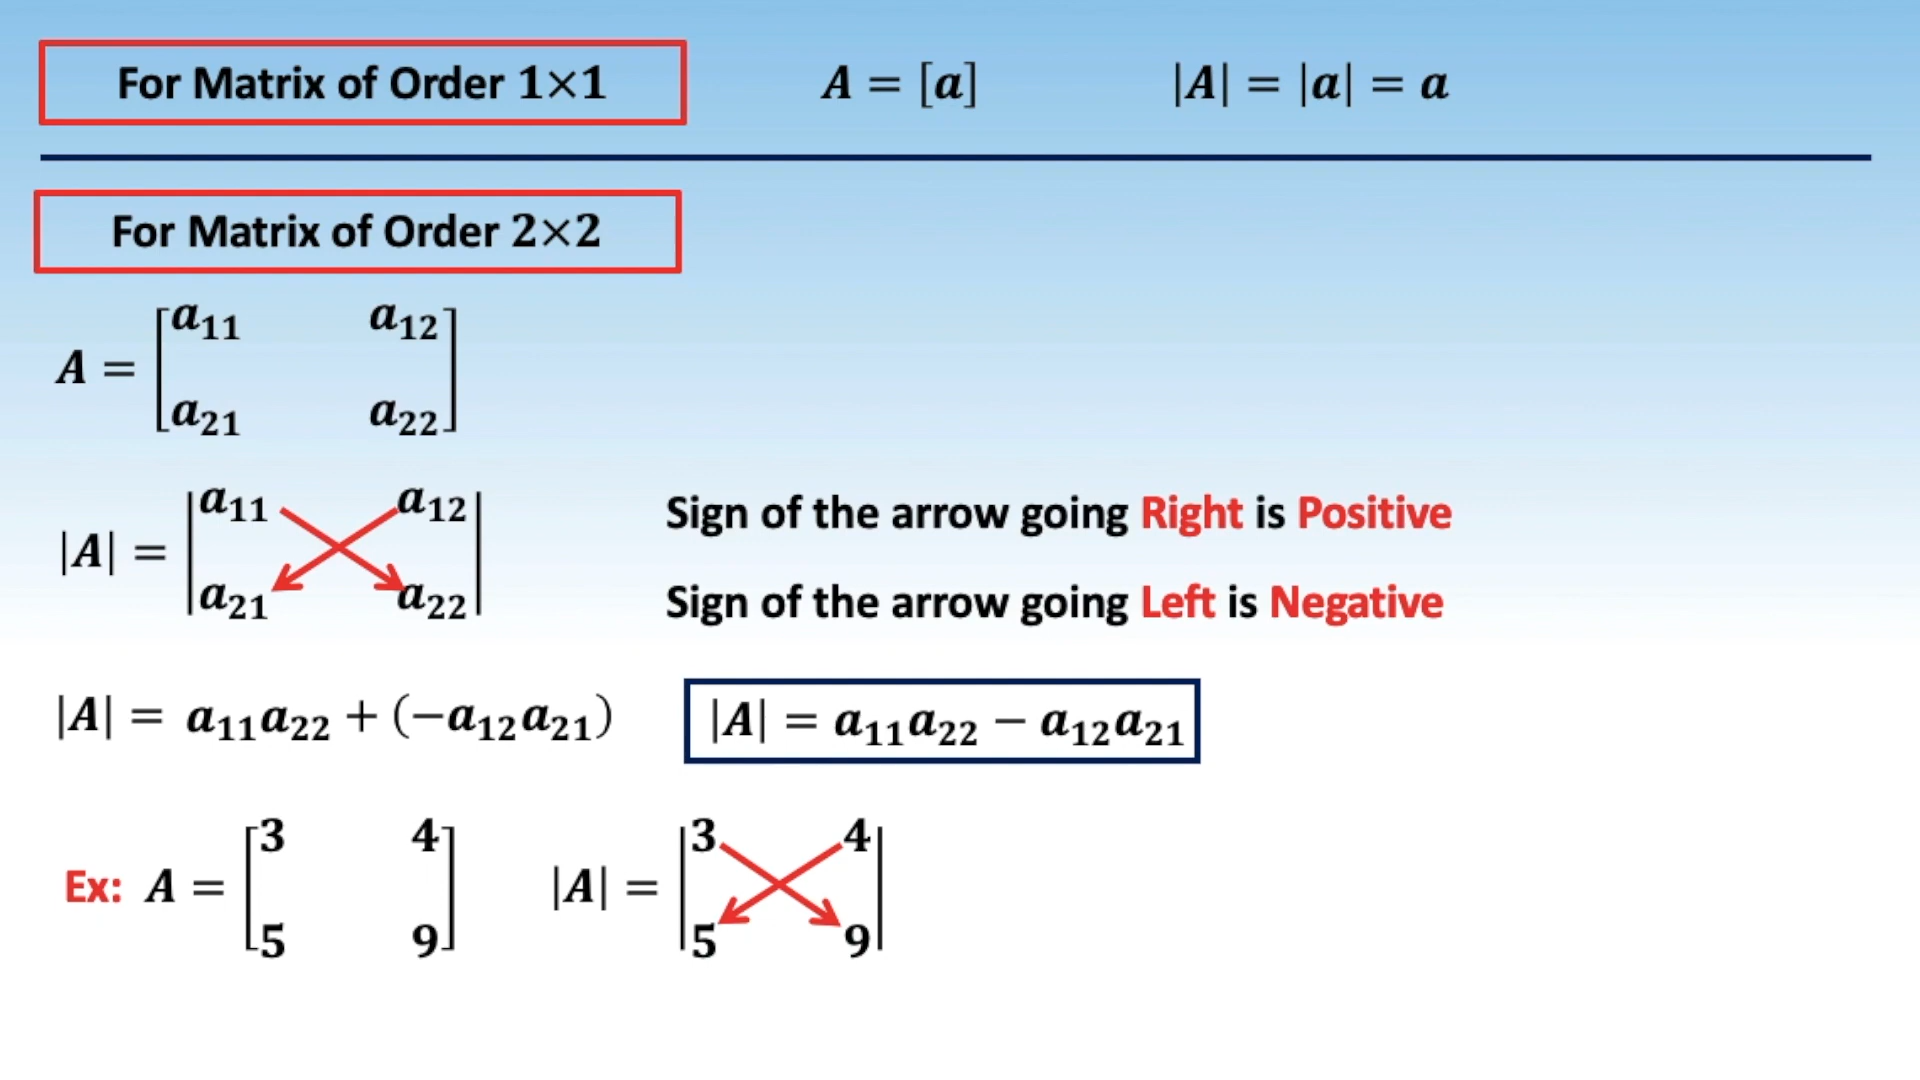 For Matrix of Order 1×1
A = [a]
|A| = |a| = a
For Matrix of Order 2×2
A = [a₁₁ a₁₂
a₂₁ a₂₂]
|A| = |a₁₁ a₁₂
a₂₁ a₂₂|
Sign of the arrow going Right is Positive
Sign of the arrow going Left is Negative
|A| = a₁₁a₂₂ + (−a₁₂a₂₁)
|A| = a₁₁a₂₂ − a₁₂a₂₁
Ex: A = [3 4
5 9]
|A| = |3 4
5 9|